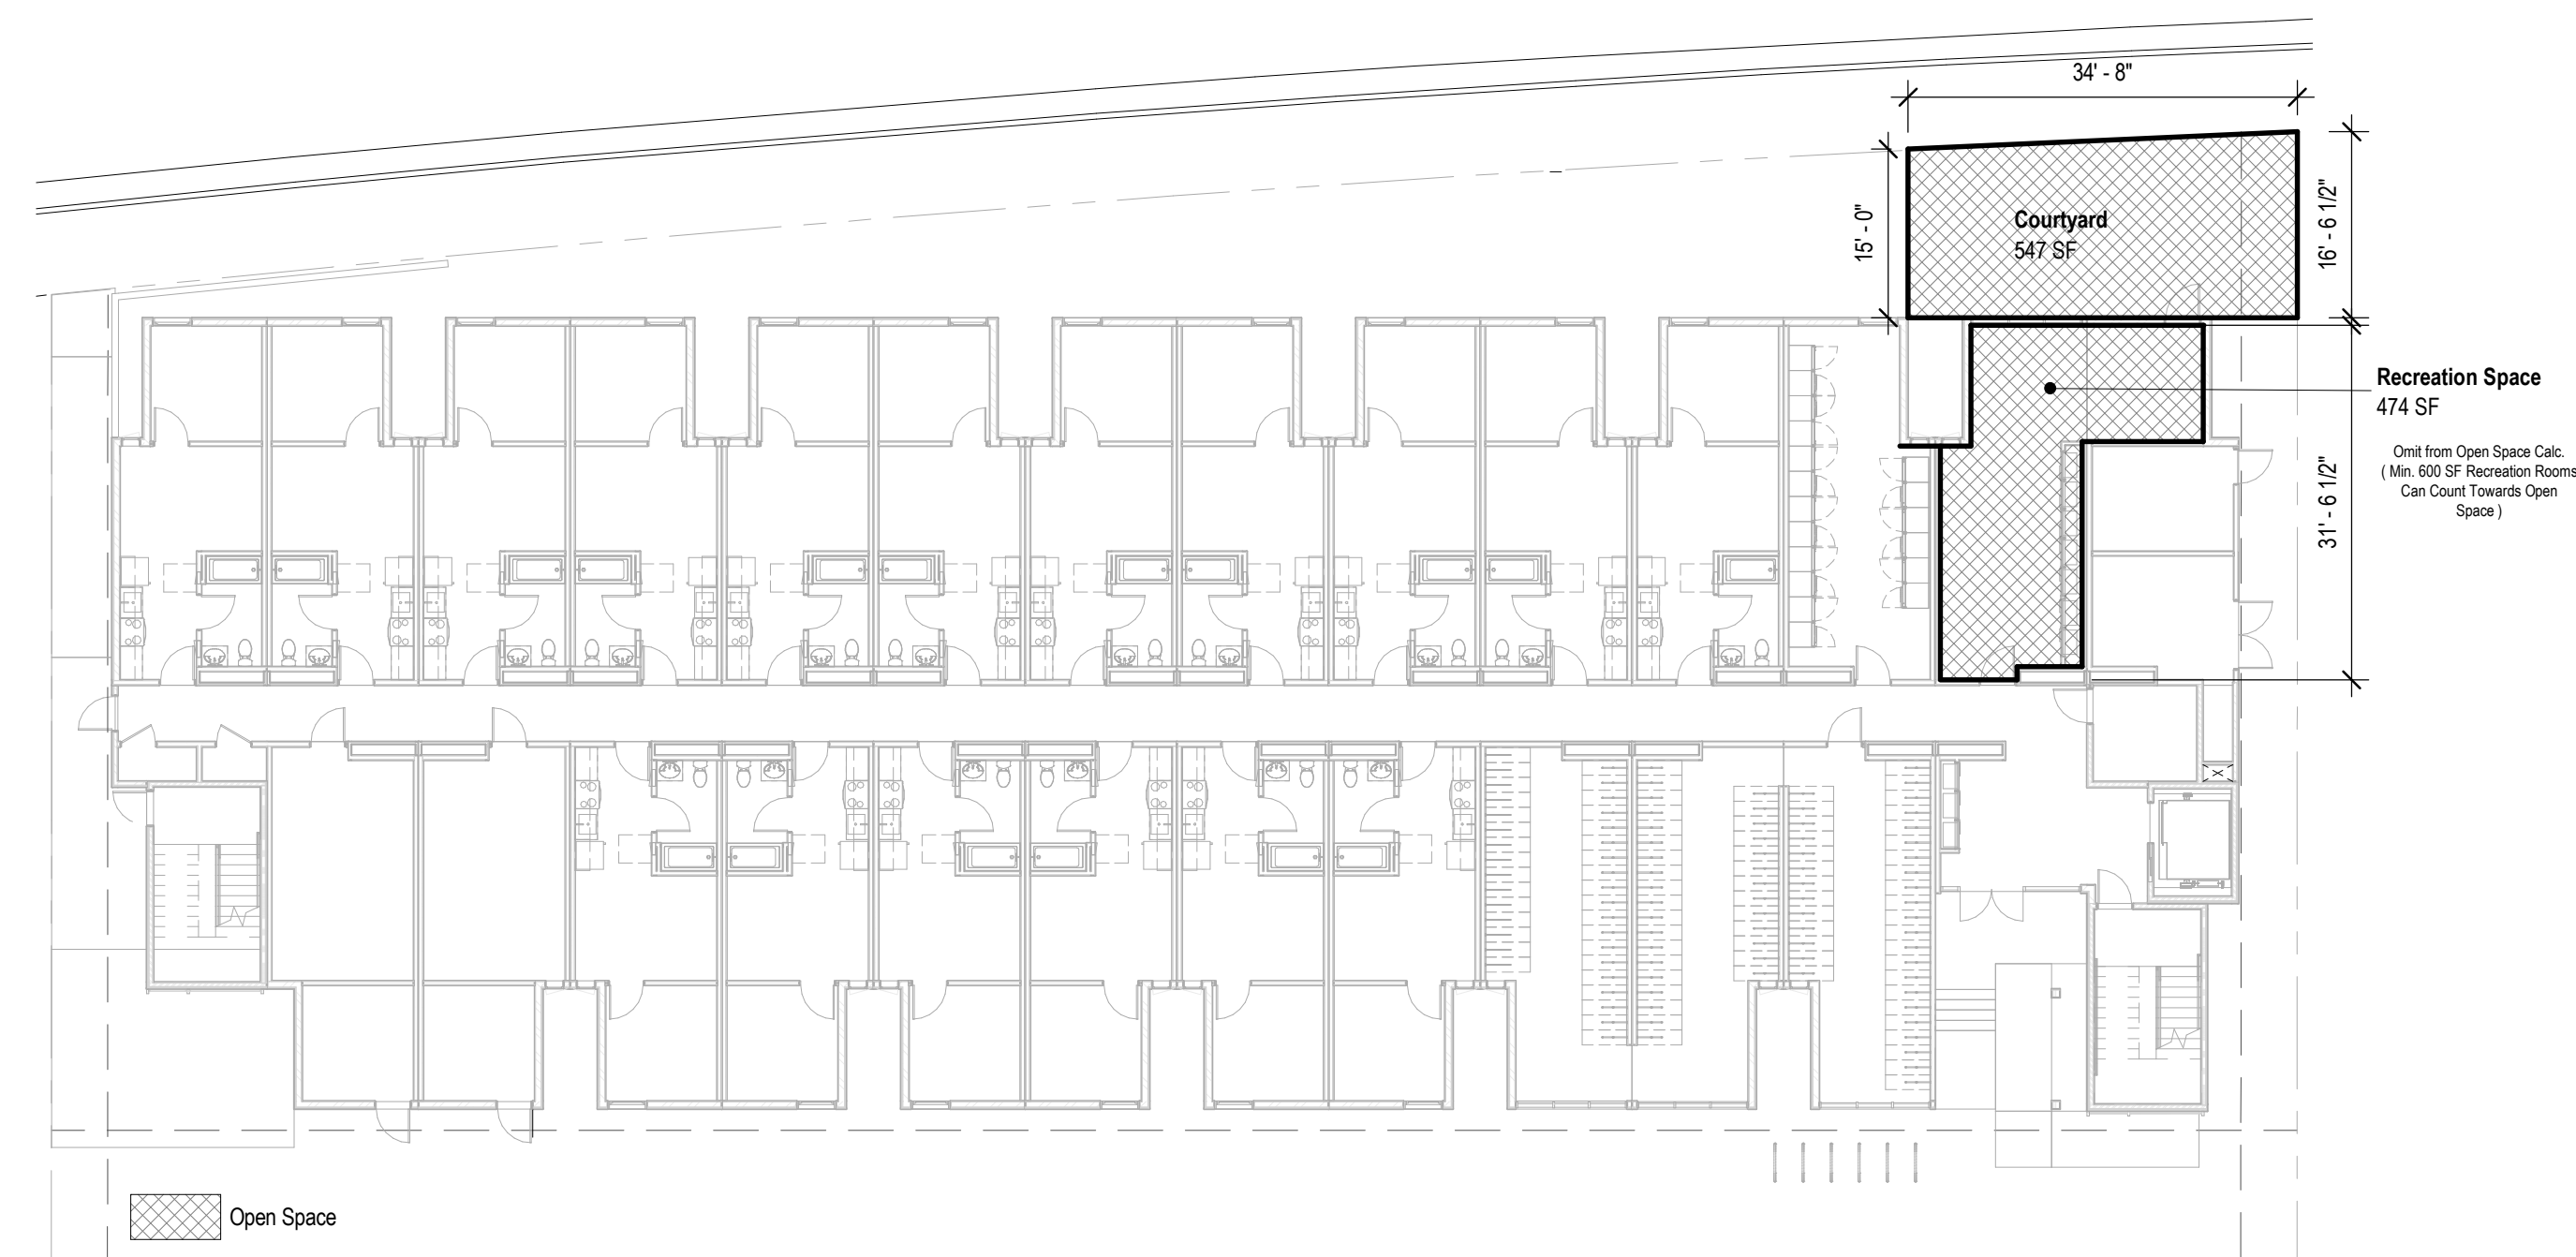 34' - 8"
15' - 0"
Courtyard
547 SF
16' - 6 1/2"
Recreation Space
474 SF
Omit from Open Space Calc.
( Min. 600 SF Recreation Rooms
Can Count Towards Open
Space )
31' - 6 1/2"
Open Space